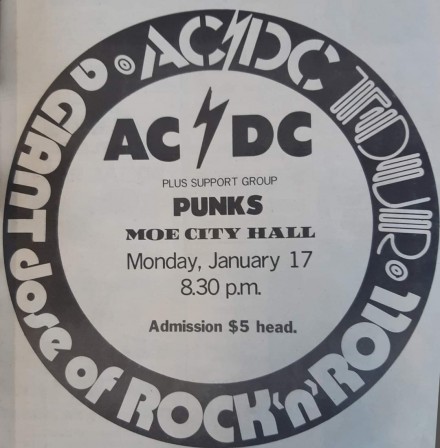 AC/DC TOUR
a GIANT dose of ROCK'n'ROLL
AC/DC
PLUS SUPPORT GROUP
PUNKS
MOE CITY HALL
Monday, January 17
8.30 p.m.
Admission $5 head.